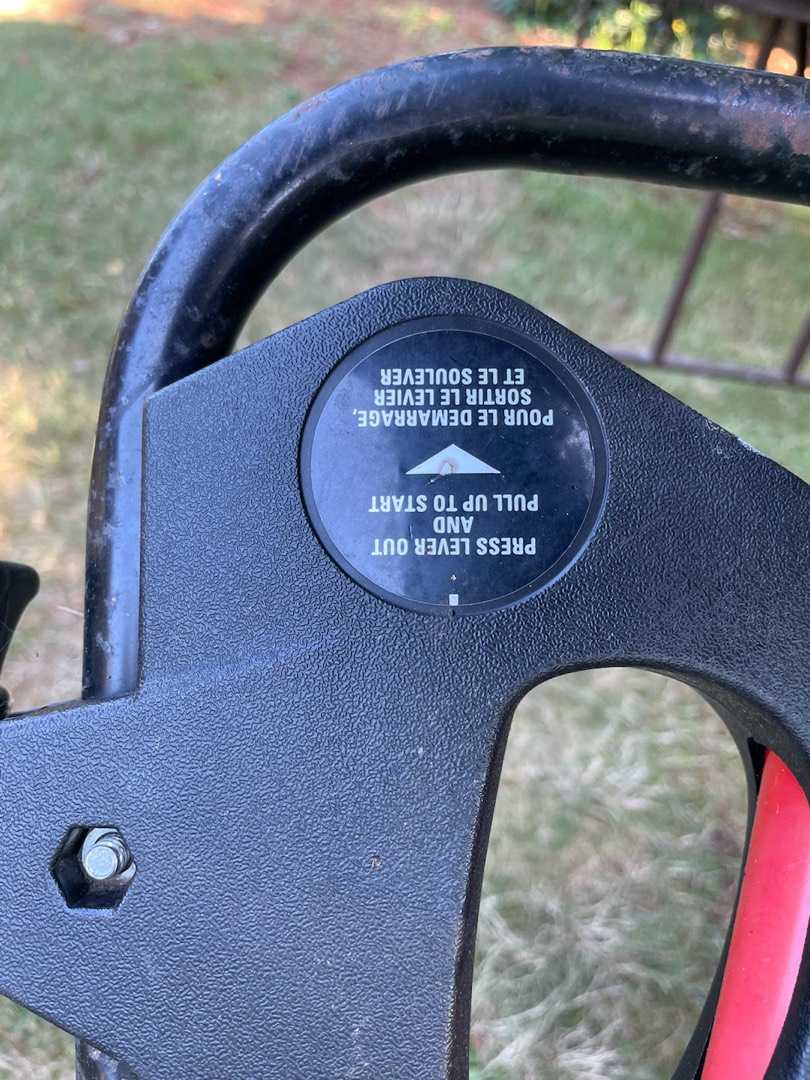 PRESS LEVER OUT
AND
PULL UP TO START
POUR LE DEMARRAGE,
SORTIR LE LEVIER
ET LE SOULEVER